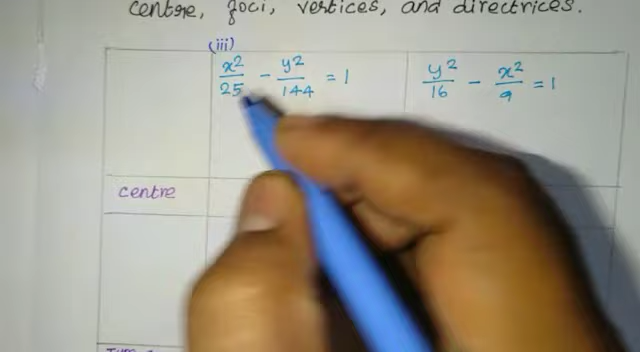 centre, foci, vertices, and directrices.
(iii)
x²/25 - y²/144 = 1
y²/16 - x²/9 = 1
centre